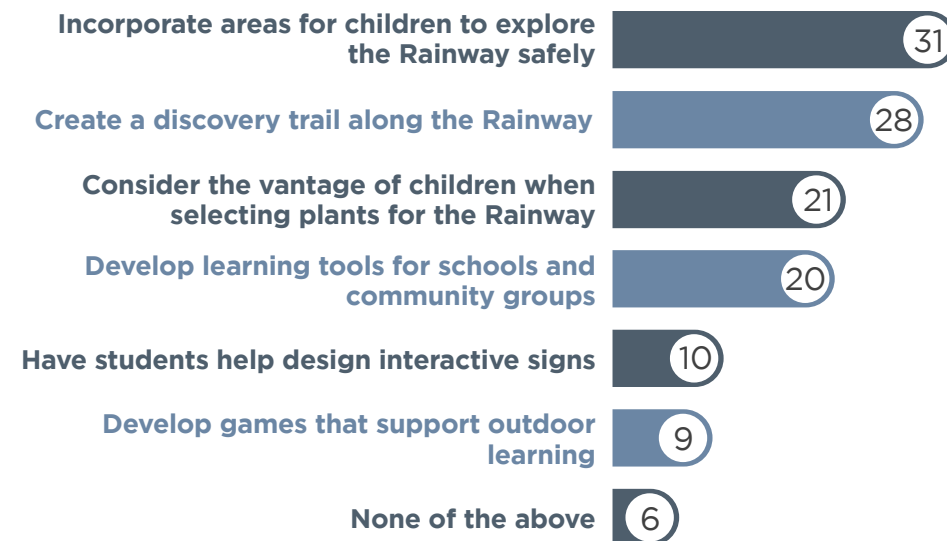 Incorporate areas for children to explore
the Rainway safely
31
Create a discovery trail along the Rainway
28
Consider the vantage of children when
selecting plants for the Rainway
21
Develop learning tools for schools and
community groups
20
Have students help design interactive signs
10
Develop games that support outdoor
learning
9
None of the above
6